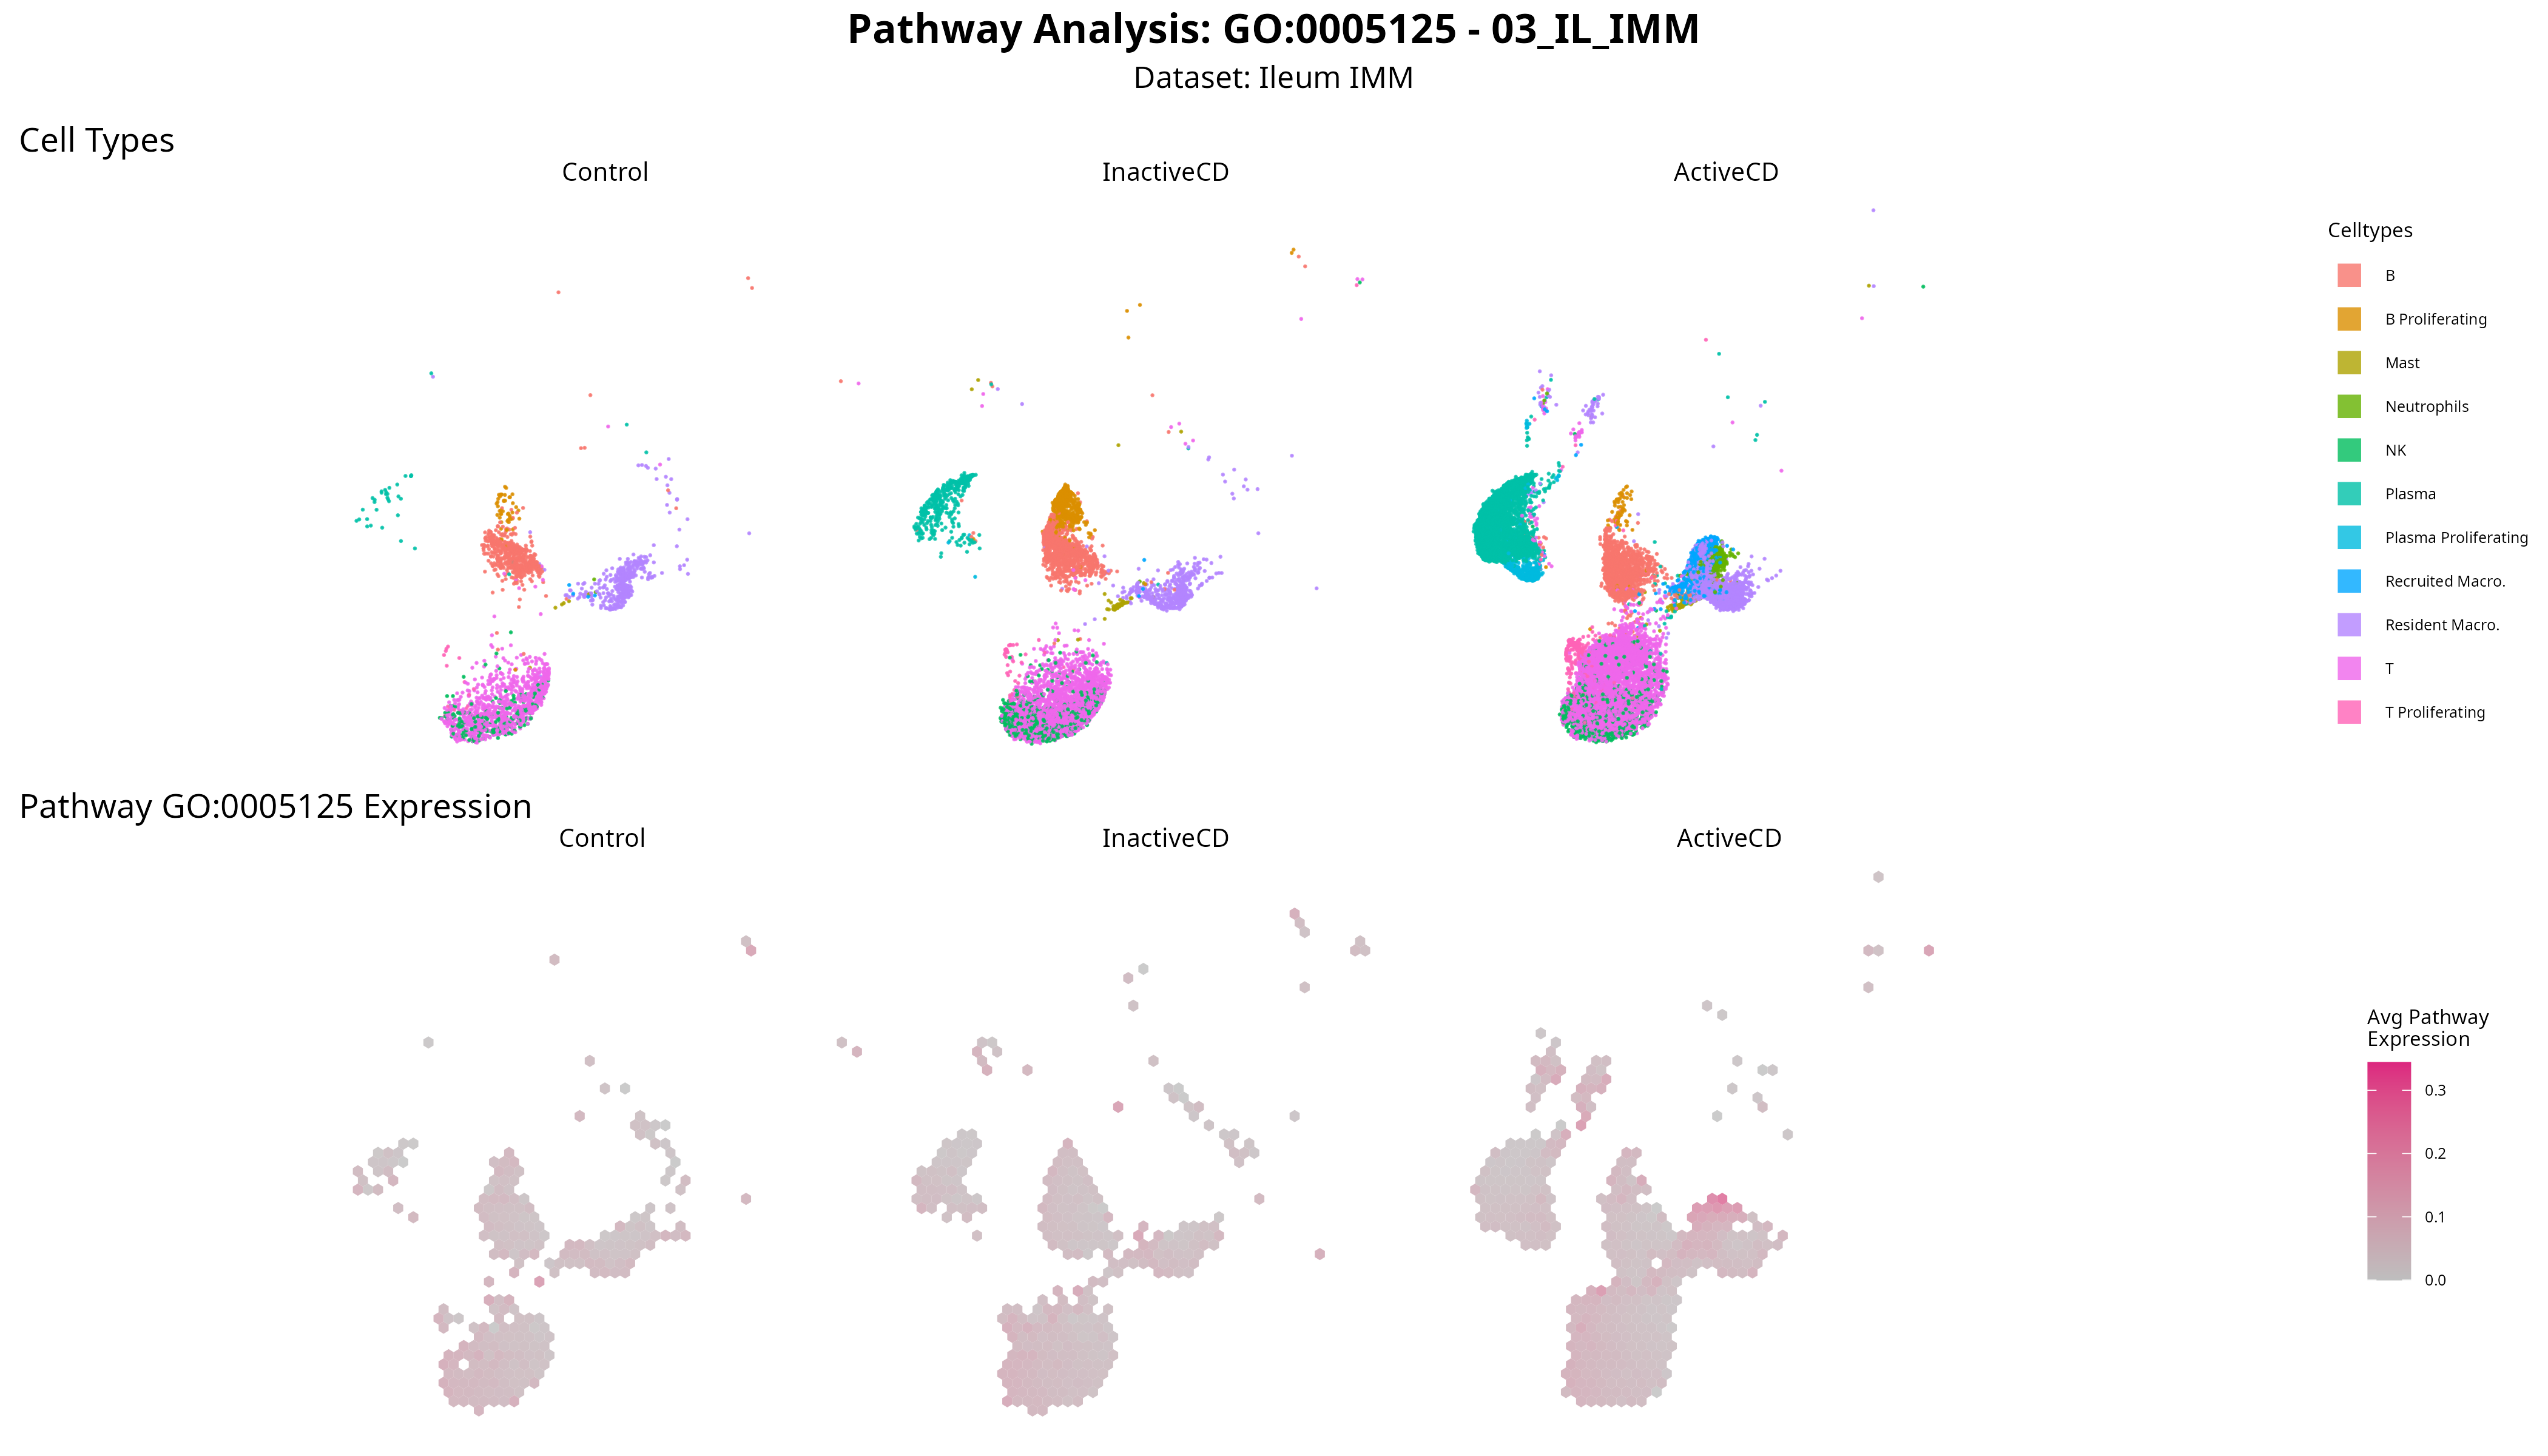 Pathway Analysis: GO:0005125 - 03_IL_IMM
Dataset: Ileum IMM
Cell Types
Control
InactiveCD
ActiveCD
Celltypes
B
B Proliferating
Mast
Neutrophils
NK
Plasma
Plasma Proliferating
Recruited Macro.
Resident Macro.
T
T Proliferating
Pathway GO:0005125 Expression
Control
InactiveCD
ActiveCD
Avg Pathway
Expression
0.3
0.2
0.1
0.0